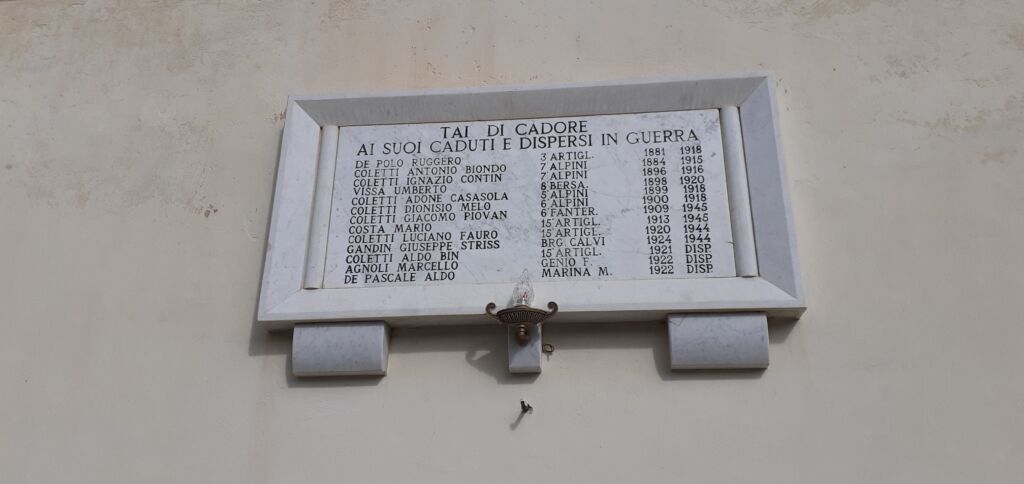 TAI DI CADORE
AI SUOI CADUTI E DISPERSI IN GUERRA
DE POLO RUGGERO 3 ARTIGL. 1881 1918
COLETTI ANTONIO BIONDO 7 ALPINI 1884 1915
COLETTI IGNAZIO CONTIN 7 ALPINI 1896 1916
VISSA UMBERTO 8 BERSA. 1898 1920
COLETTI ADONE CASASOLA 5 ALPINI 1899 1918
COLETTI DIONISIO MELO 6 ALPINI 1900 1918
COLETTI GIACOMO PIOVAN 6 FANTER. 1909 1945
COSTA MARIO 15 ARTIGL. 1913 1945
COLETTI LUCIANO FAURO 15 ARTIGL. 1920 1944
GANDIN GIUSEPPE STRISS BRG CALVI 1924 1944
COLETTI ALDO BIN 15 ARTIGL. 1921 DISP
AGNOLI MARCELLO GENIO F. 1922 DISP
DE PASCALE ALDO MARINA M. 1922 DISP